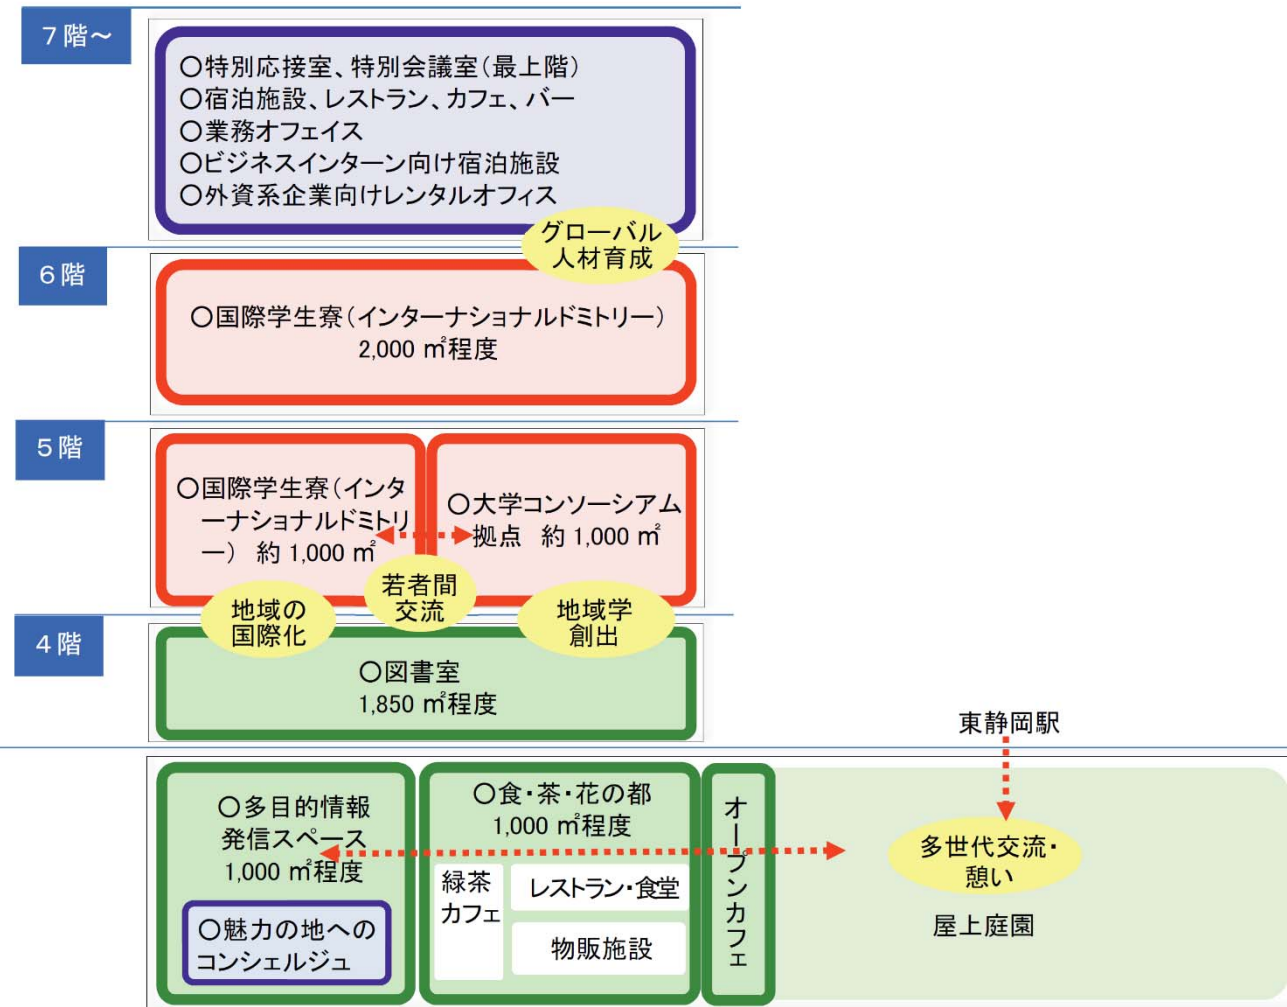 7階~
○特別応接室、特別会議室(最上階)
○宿泊施設、レストラン、カフェ、バー
○業務オフェイス
○ビジネスインターン向け宿泊施設
○外資系企業向けレンタルオフィス
グローバル
人材育成
6階
○国際学生寮(インターナショナルドミトリー)
2,000 ㎡程度
5階
○国際学生寮(インタ
ーナショナルドミトリ
ー) 約 1,000 ㎡
○大学コンソーシアム
拠点 約 1,000 ㎡
若者間
交流
地域の
国際化
地域学
創出
4階
○図書室
1,850 ㎡程度
東静岡駅
○多目的情報
発信スペース
1,000 ㎡程度
○魅力の地への
コンシェルジュ
○食・茶・花の都
1,000 ㎡程度
緑茶
カフェ
レストラン・食堂
物販施設
オープンカフェ
多世代交流・
憩い
屋上庭園